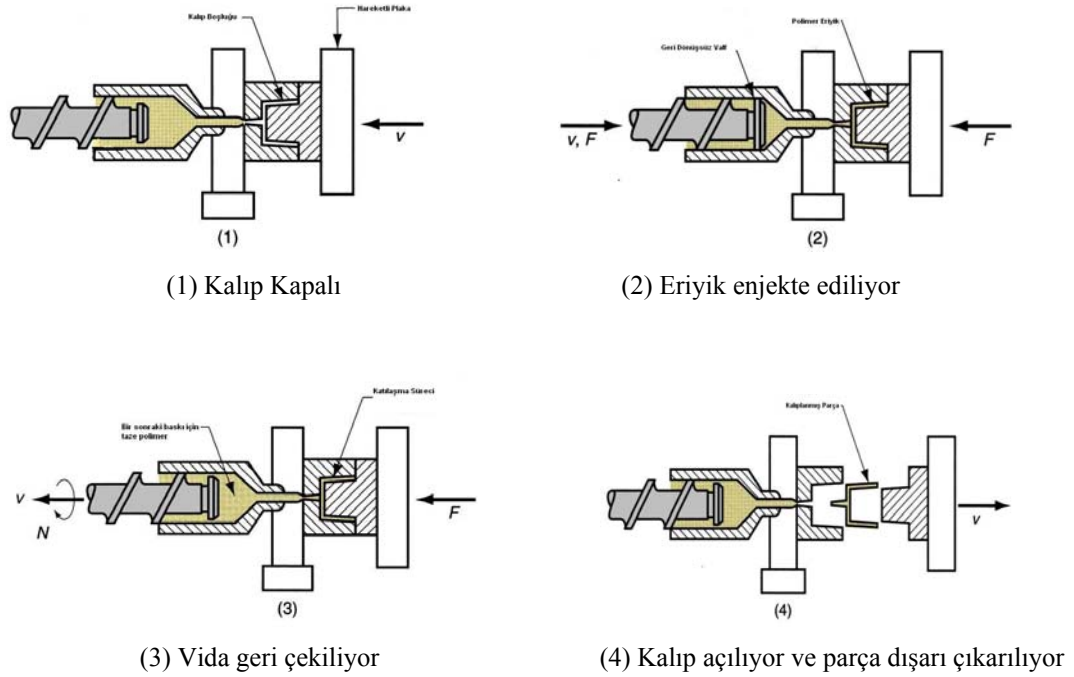 Kalıp Boşluğu
Hareketli Plaka
v
(1)
(1) Kalıp Kapalı
Geri Dönüşsüz Valf
Polimer Eriyik
v, F
F
(2)
(2) Eriyik enjekte ediliyor
Bir sonraki baskı için
taze polimer
Katılaşma Süreci
v
N
F
(3)
(3) Vida geri çekiliyor
Kalıplanmış Parça
v
(4)
(4) Kalıp açılıyor ve parça dışarı çıkarılıyor